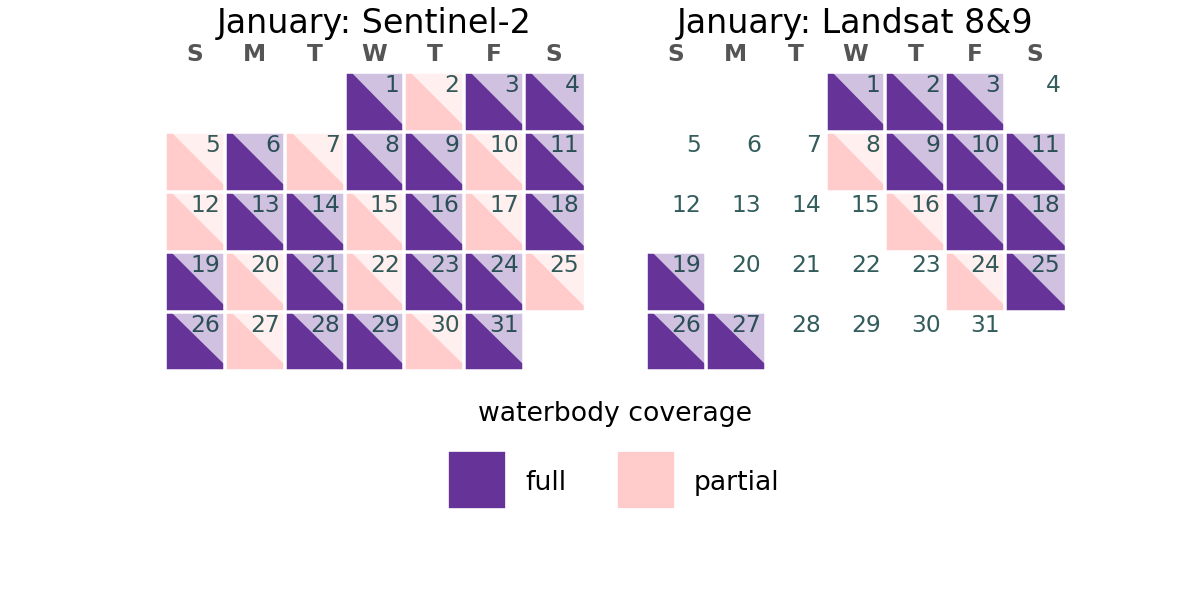 January: Sentinel-2
S M T W T F S
1 2 3 4
5 6 7 8 9 10 11
12 13 14 15 16 17 18
19 20 21 22 23 24 25
26 27 28 29 30 31
January: Landsat 8&9
S M T W T F S
1 2 3 4
5 6 7 8 9 10 11
12 13 14 15 16 17 18
19 20 21 22 23 24 25
26 27 28 29 30 31
waterbody coverage
full partial